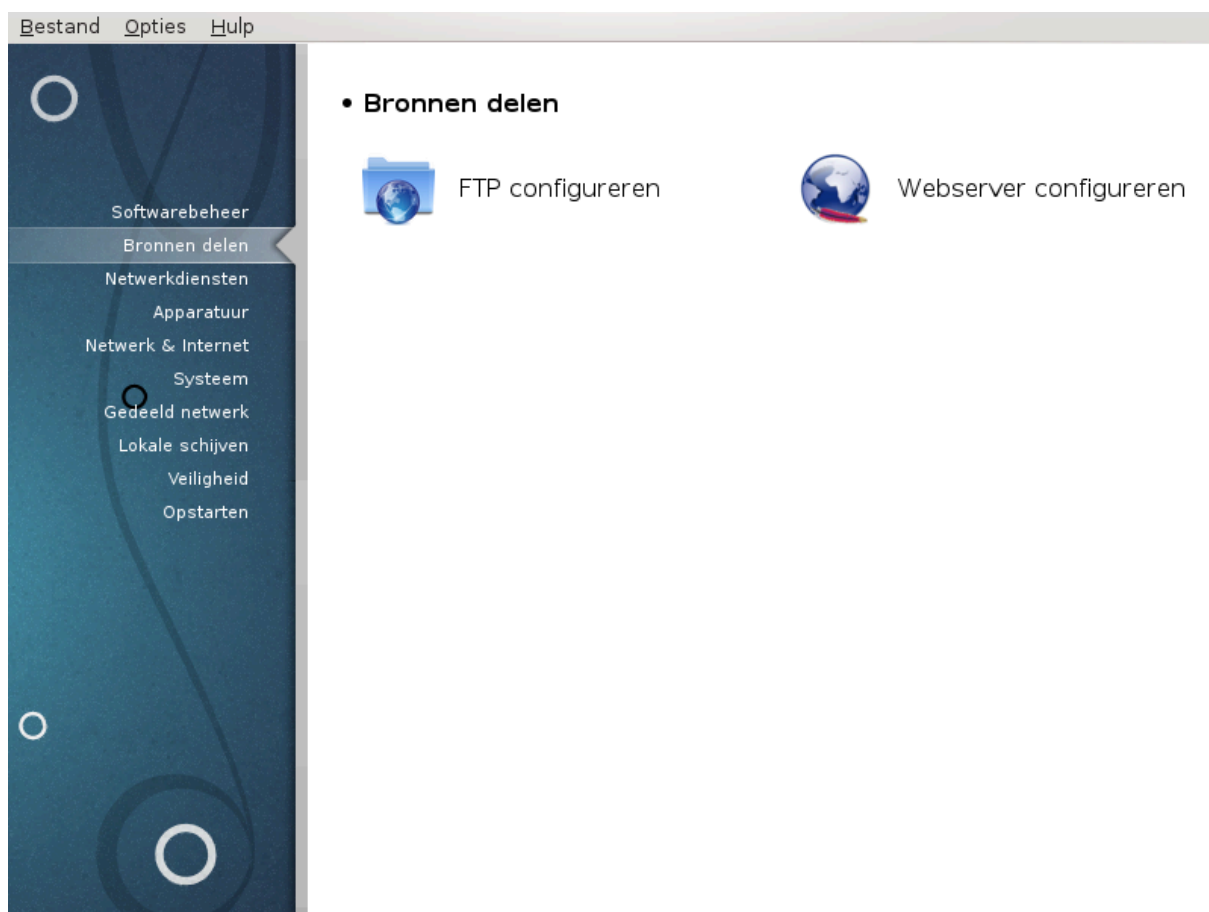 Bestand Opties Hulp
• Bronnen delen
FTP configureren Webserver configureren
Softwarebeheer
Bronnen delen
Netwerkdiensten
Apparatuur
Netwerk & Internet
Systeem
Gedeeld netwerk
Lokale schijven
Veiligheid
Opstarten